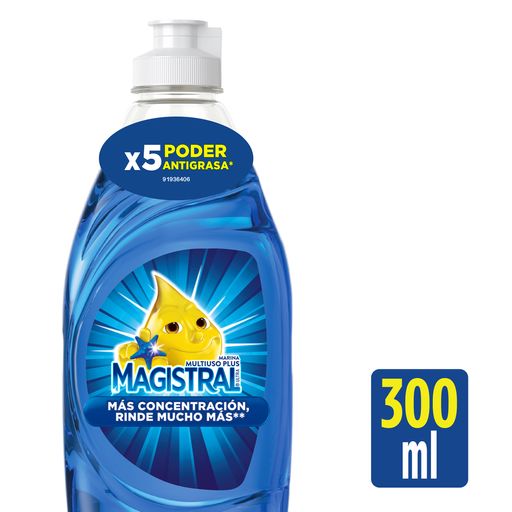 x5 PODER
ANTIGRASA*
91936406
MARINA
MULTIUSO PLUS
MAGISTRAL
MÁS CONCENTRACIÓN,
RINDE MUCHO MÁS**
300
ml